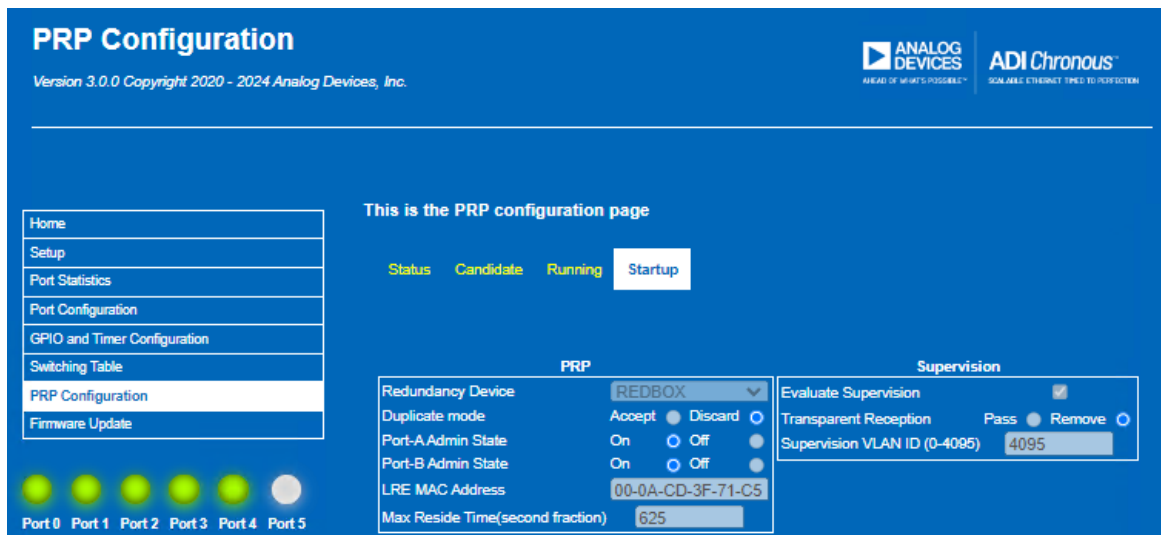 PRP Configuration
Version 3.0.0 Copyright 2020 - 2024 Analog Devices, Inc.
ANALOG
DEVICES
AHEAD OF WHAT'S POSSIBLE™
ADI Chronous™
SCALABLE ETHERNET TIMED TO PERFECTION
Home
Setup
Port Statistics
Port Configuration
GPIO and Timer Configuration
Switching Table
PRP Configuration
Firmware Update
Port 0 Port 1 Port 2 Port 3 Port 4 Port 5
This is the PRP configuration page
Status Candidate Running Startup
PRP
Redundancy Device REDBOX
Duplicate mode Accept Discard
Port-A Admin State On Off
Port-B Admin State On Off
LRE MAC Address 00-0A-CD-3F-71-C5
Max Reside Time(second fraction) 625
Supervision
Evaluate Supervision
Transparent Reception Pass Remove
Supervision VLAN ID (0-4095) 4095